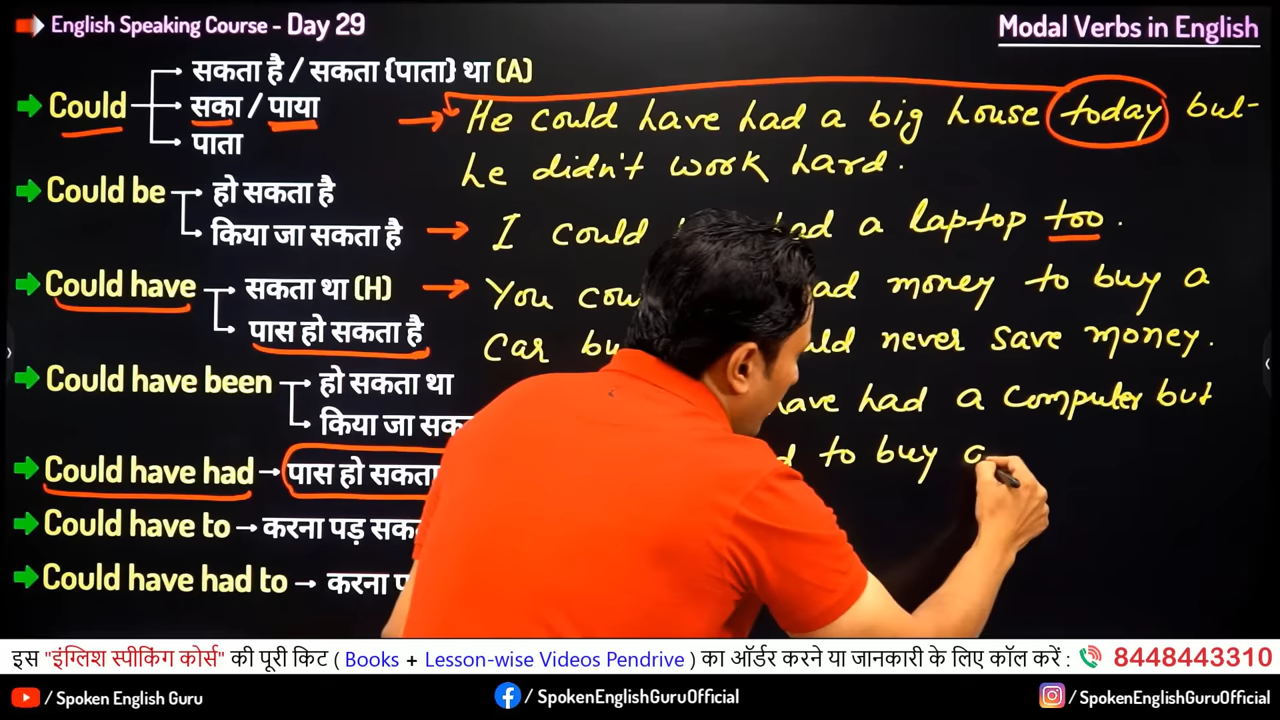 English Speaking Course - Day 29
Modal Verbs in English
Could
सकता है / सकता {पाता} था (A)
सका / पाया
पाता
Could be
हो सकता है
किया जा सकता है
Could have
सकता था (H)
पास हो सकता है
Could have been
हो सकता था
किया जा
Could have had → पास हो सकता
Could have to → करना पड़
Could have had to → करना
He could have had a big house today but
he didn't work hard.
I could had a laptop too.
You had money to buy a
Car never save money.
have had a computer but
to buy a
इस "इंग्लिश स्पीकिंग कोर्स" की पूरी किट ( Books + Lesson-wise Videos Pendrive ) का ऑर्डर करने या जानकारी के लिए कॉल करें : 8448443310
/ Spoken English Guru
/ SpokenEnglishGuruOfficial
/ SpokenEnglishGuruOfficial